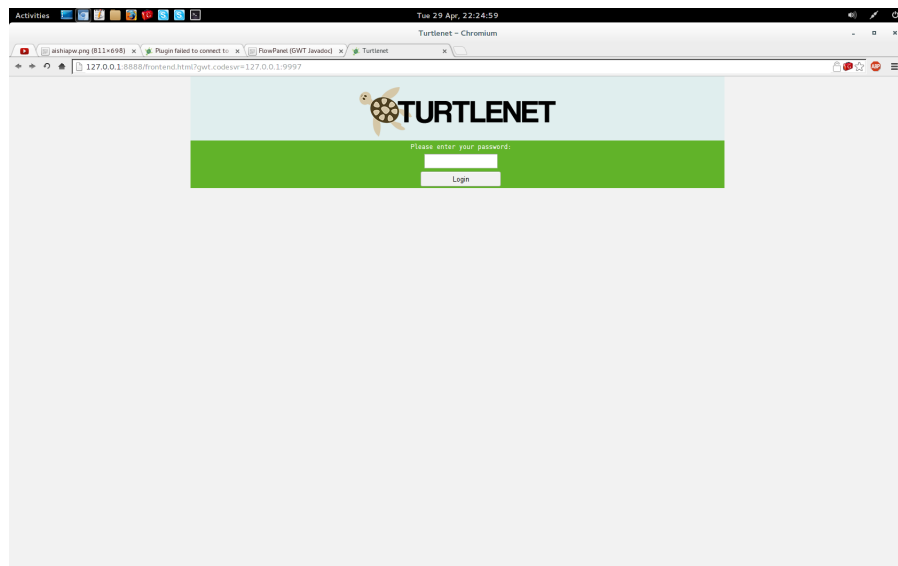 Activities
Tue 29 Apr, 22:24:59
Turtlenet - Chromium
aishiapw.png (811×698)
Plugin failed to connect to
FlowPanel (GWT Javadoc)
Turtlenet
127.0.0.1:8888/frontend.html?gwt.codesvr=127.0.0.1:9997
ABP
TURTLENET
Please enter your password:
Login